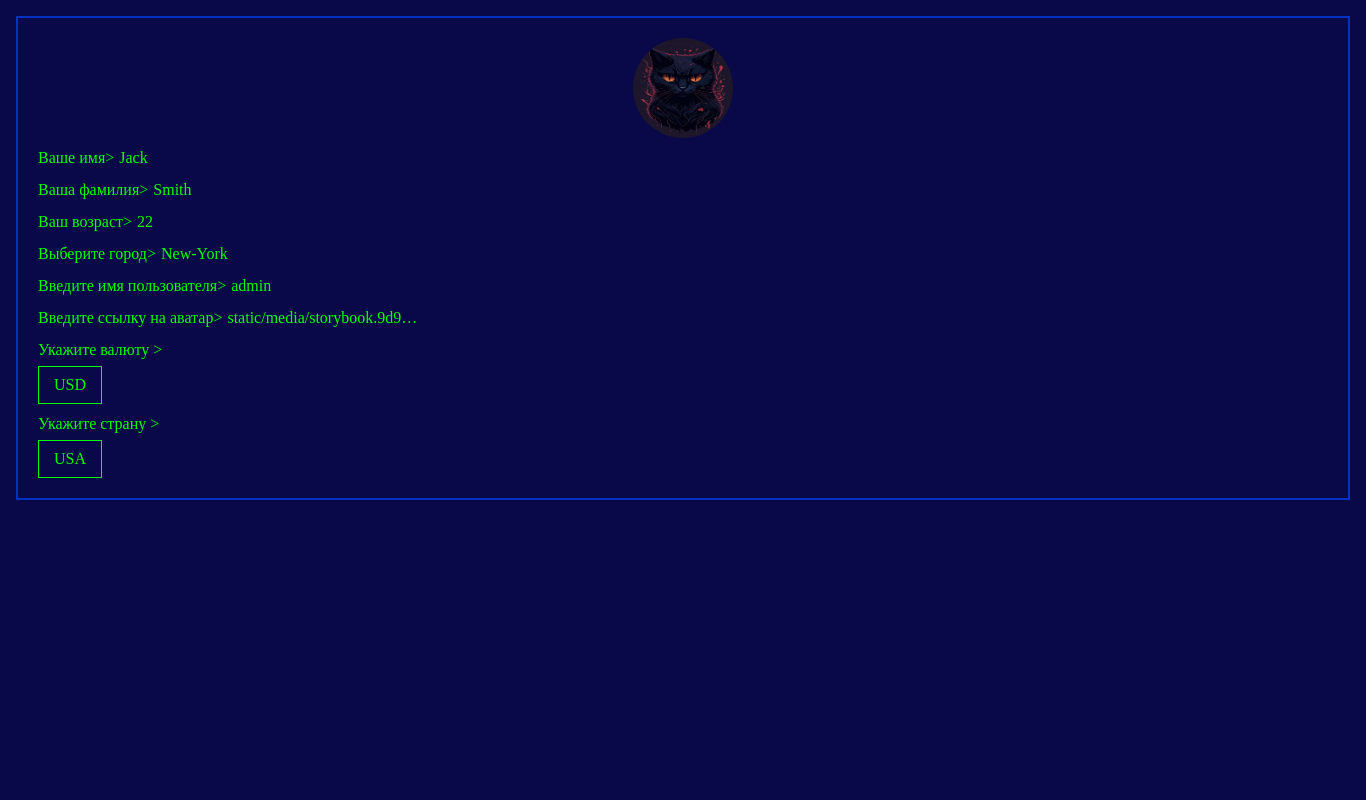 Ваше имя> Jack
Ваша фамилия> Smith
Ваш возраст> 22
Выберите город> New-York
Введите имя пользователя> admin
Введите ссылку на аватар> static/media/storybook.9d9…
Укажите валюту >
USD
Укажите страну >
USA